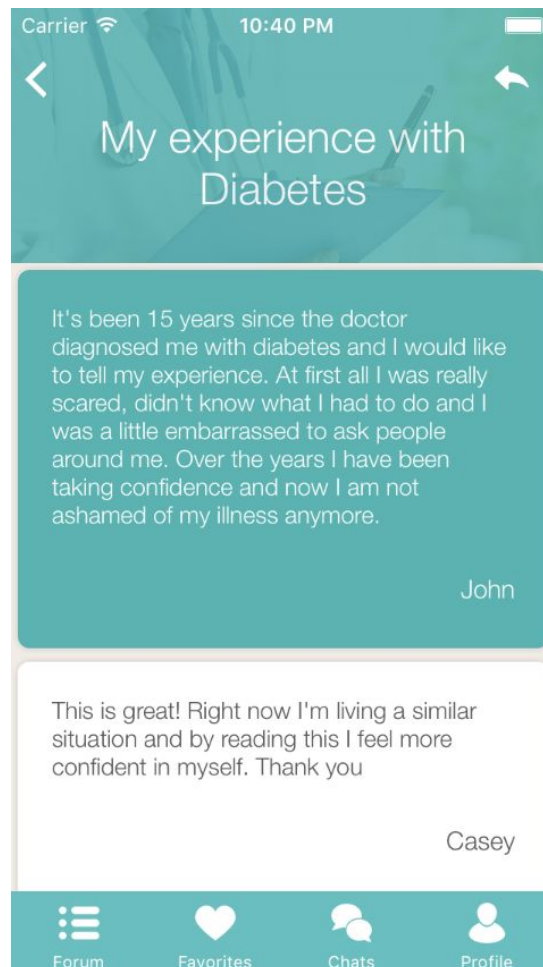 Carrier 10:40 PM
My experience with
Diabetes
It's been 15 years since the doctor
diagnosed me with diabetes and I would like
to tell my experience. At first all I was really
scared, didn't know what I had to do and I
was a little embarrassed to ask people
around me. Over the years I have been
taking confidence and now I am not
ashamed of my illness anymore.
John
This is great! Right now I'm living a similar
situation and by reading this I feel more
confident in myself. Thank you
Casey
Forum Favorites Chats Profile